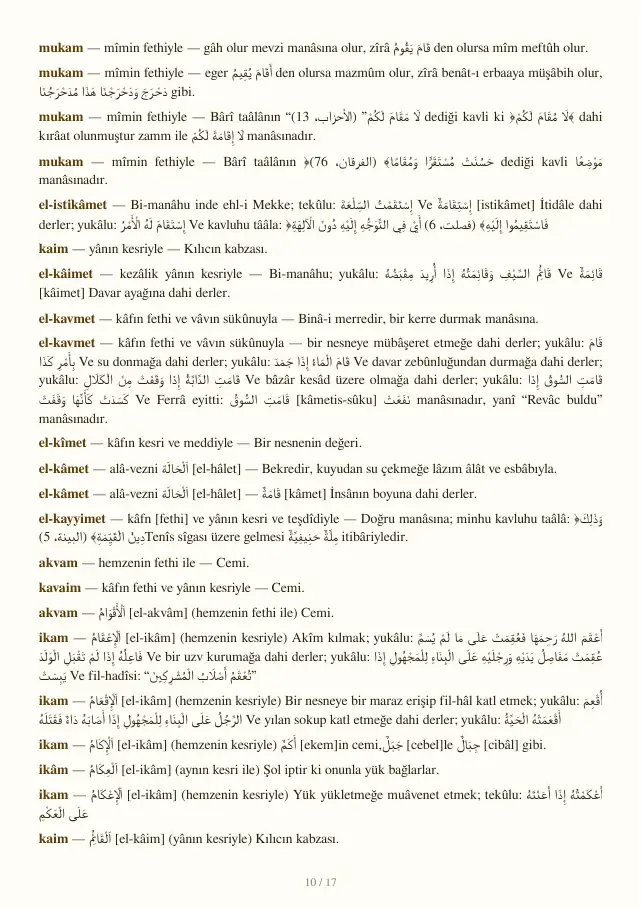 mukam — mîmin fethiyle — gâh olur mevzi manâsına olur, zîrâ قَامَ يَقُومُ den olursa mîm meftûh olur.
mukam — mîmin fethiyle — eger أَقَامَ يُقِيمُ den olursa mazmûm olur, zîrâ benât-ı erbaaya müşâbih olur,
دَحْرَجَ وَدَحْرَجْنَا هَذَا مُدَحْرَجُنَا gibi.
mukam — mîmin fethiyle — Bârî taâlânın “لَا مَقَامَ لَكُمْ” (الأحزاب، 13) dediği kavli ki ﴿لَا مُقَامَ لَكُمْ﴾ dahi
kırâat olunmuştur zamm ile لَا إِقَامَةَ لَكُمْ manâsınadır.
mukam — mîmin fethiyle — Bârî taâlânın ﴿حَسُنَتْ مُسْتَقَرًّا وَمُقَامًا﴾ (الفرقان، 76) dediği kavli مَوْضِعًا
manâsınadır.
el-istikâmet — Bi-manâhu inde ehl-i Mekke; tekûlu: إِسْتَقَمْتُ السِّلْعَةَ Ve إِسْتِقَامَةٌ [istikâmet] İtidâle dahi
derler; yukâlu: إِسْتَقَامَ لَهُ الْأَمْرُ Ve kavluhu tâala: ﴿فَاسْتَقِيمُوا إِلَيْهِ﴾ (فصلت، 6) أَيْ فِي التَّوَجُّهِ إِلَيْهِ دُونَ الْآلِهَةِ
kaim — yânın kesriyle — Kılıcın kabzası.
el-kâimet — kezâlik yânın kesriyle — Bi-manâhu; yukâlu: قَائِمُ السَّيْفِ وَقَائِمَتُهُ إِذَا أُرِيدَ مِقْبَضُهُ Ve قَائِمَةٌ
[kâimet] Davar ayağına dahi derler.
el-kavmet — kâfın fethi ve vâvın sükûnuyla — Binâ-i merredir, bir kerre durmak manâsına.
el-kavmet — kâfın fethi ve vâvın sükûnuyla — bir nesneye mübâşeret etmeğe dahi derler; yukâlu: قَامَ
بِأَمْرِ كَذَا Ve su donmağa dahi derler; yukâlu: قَامَ الْمَاءُ إِذَا جَمَدَ Ve davar zebûnluğundan durmağa dahi derler;
yukâlu: قَامَتِ الدَّابَّةُ إِذَا وَقَفَتْ مِنَ الْكَلَالِ Ve bâzâr kesâd üzere olmağa dahi derler; yukâlu: قَامَتِ السُّوقُ إِذَا
كَسَدَتْ كَأَنَّهَا وَقَفَتْ Ve Ferrâ eyitti: قَامَتِ السُّوقُ [kâmetis-sûku] نَفَقَتْ manâsınadır, yanî “Revâc buldu”
manâsınadır.
el-kîmet — kâfın kesri ve meddiyle — Bir nesnenin değeri.
el-kâmet — alâ-vezni اَلْحَالَة [el-hâlet] — Bekredir, kuyudan su çekmeğe lâzım âlât ve esbâbıyla.
el-kâmet — alâ-vezni اَلْحَالَة [el-hâlet] — قَامَةٌ [kâmet] İnsânın boyuna dahi derler.
el-kayyimet — kâfn [fethi] ve yânın kesri ve teşdîdiyle — Doğru manâsına; minhu kavluhu taâlâ: ﴿وَذٰلِكَ
دِينُ الْقَيِّمَةِ﴾ (البينة، 5) Tenîs sîgası üzere gelmesi مِلَّةٌ حَنِيفِيَّةٌ itibâriyledir.
akvam — hemzenin fethi ile — Cemi.
kavaim — kâfın fethi ve yânın kesriyle — Cemi.
akvam — اَلْأَقْوَامُ [el-akvâm] (hemzenin fethi ile) Cemi.
ikam — اَلْإِعْقَامُ [el-ikâm] (hemzenin kesriyle) Akîm kılmak; yukâlu: أَعْقَمَ اللهُ رَحِمَهَا فَعُقِمَتْ عَلَى مَا لَمْ يُسَمَّ
فَاعِلُهُ إِذَا لَمْ تَقْبَلِ الْوَلَدَ Ve bir uzv kurumağa dahi derler; yukâlu: عُقِمَتْ مَفَاصِلُ يَدَيْهِ وَرِجْلَيْهِ عَلَى الْبِنَاءِ لِلْمَجْهُولِ إِذَا
يَبِسَتْ Ve fil-hadîsi: “تُعْقَمُ أَصْلَابُ الْمُشْرِكِينَ”
ikam — اَلْإِقْعَامُ [el-ikâm] (hemzenin kesriyle) Bir nesneye bir maraz erişip fil-hâl katl etmek; yukâlu: أُقْعِمَ
الرَّجُلُ عَلَى الْبِنَاءِ لِلْمَجْهُولِ إِذَا أَصَابَهُ دَاءٌ فَقَتَلَهُ Ve yılan sokup katl etmeğe dahi derler; yukâlu: أَقْعَمَتْهُ الْحَيَّةُ
ikam — اَلْإِكَامُ [el-ikâm] (hemzenin kesriyle) أَكَمٌ [ekem]in cemi, جَبَلٌ [cebel]le جِبَالٌ [cibâl] gibi.
ikâm — اَلْعِكَامُ [el-ikâm] (aynın kesri ile) Şol iptir ki onunla yük bağlarlar.
ikam — اَلْإِعْكَامُ [el-ikâm] (hemzenin kesriyle) Yük yükletmeğe muâvenet etmek; tekûlu: أَعْكَمْتُهُ إِذَا أَعَنْتَهُ
عَلَى الْعَكْمِ
kaim — اَلْقَائِمُ [el-kâim] (yânın kesriyle) Kılıcın kabzası.
10 / 17